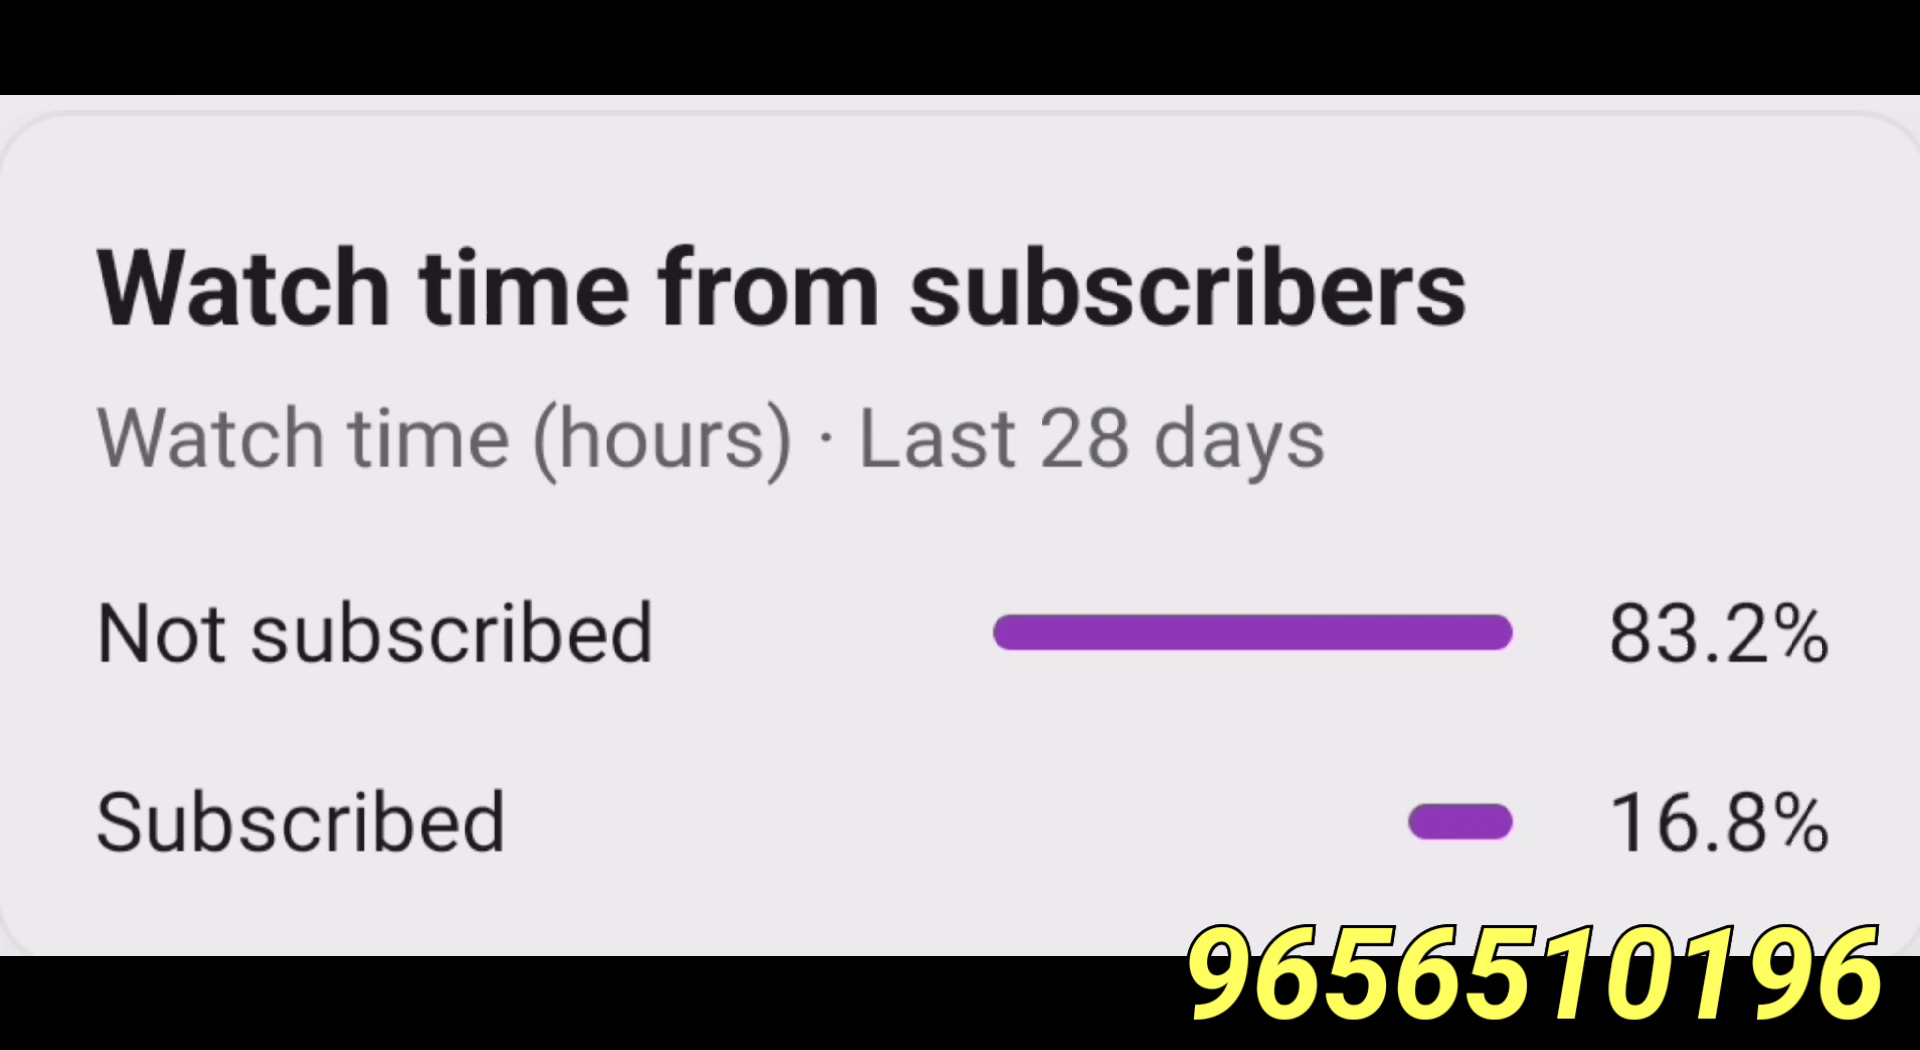 Watch time from subscribers
Watch time (hours) · Last 28 days
Not subscribed 83.2%
Subscribed 16.8%
9656510196